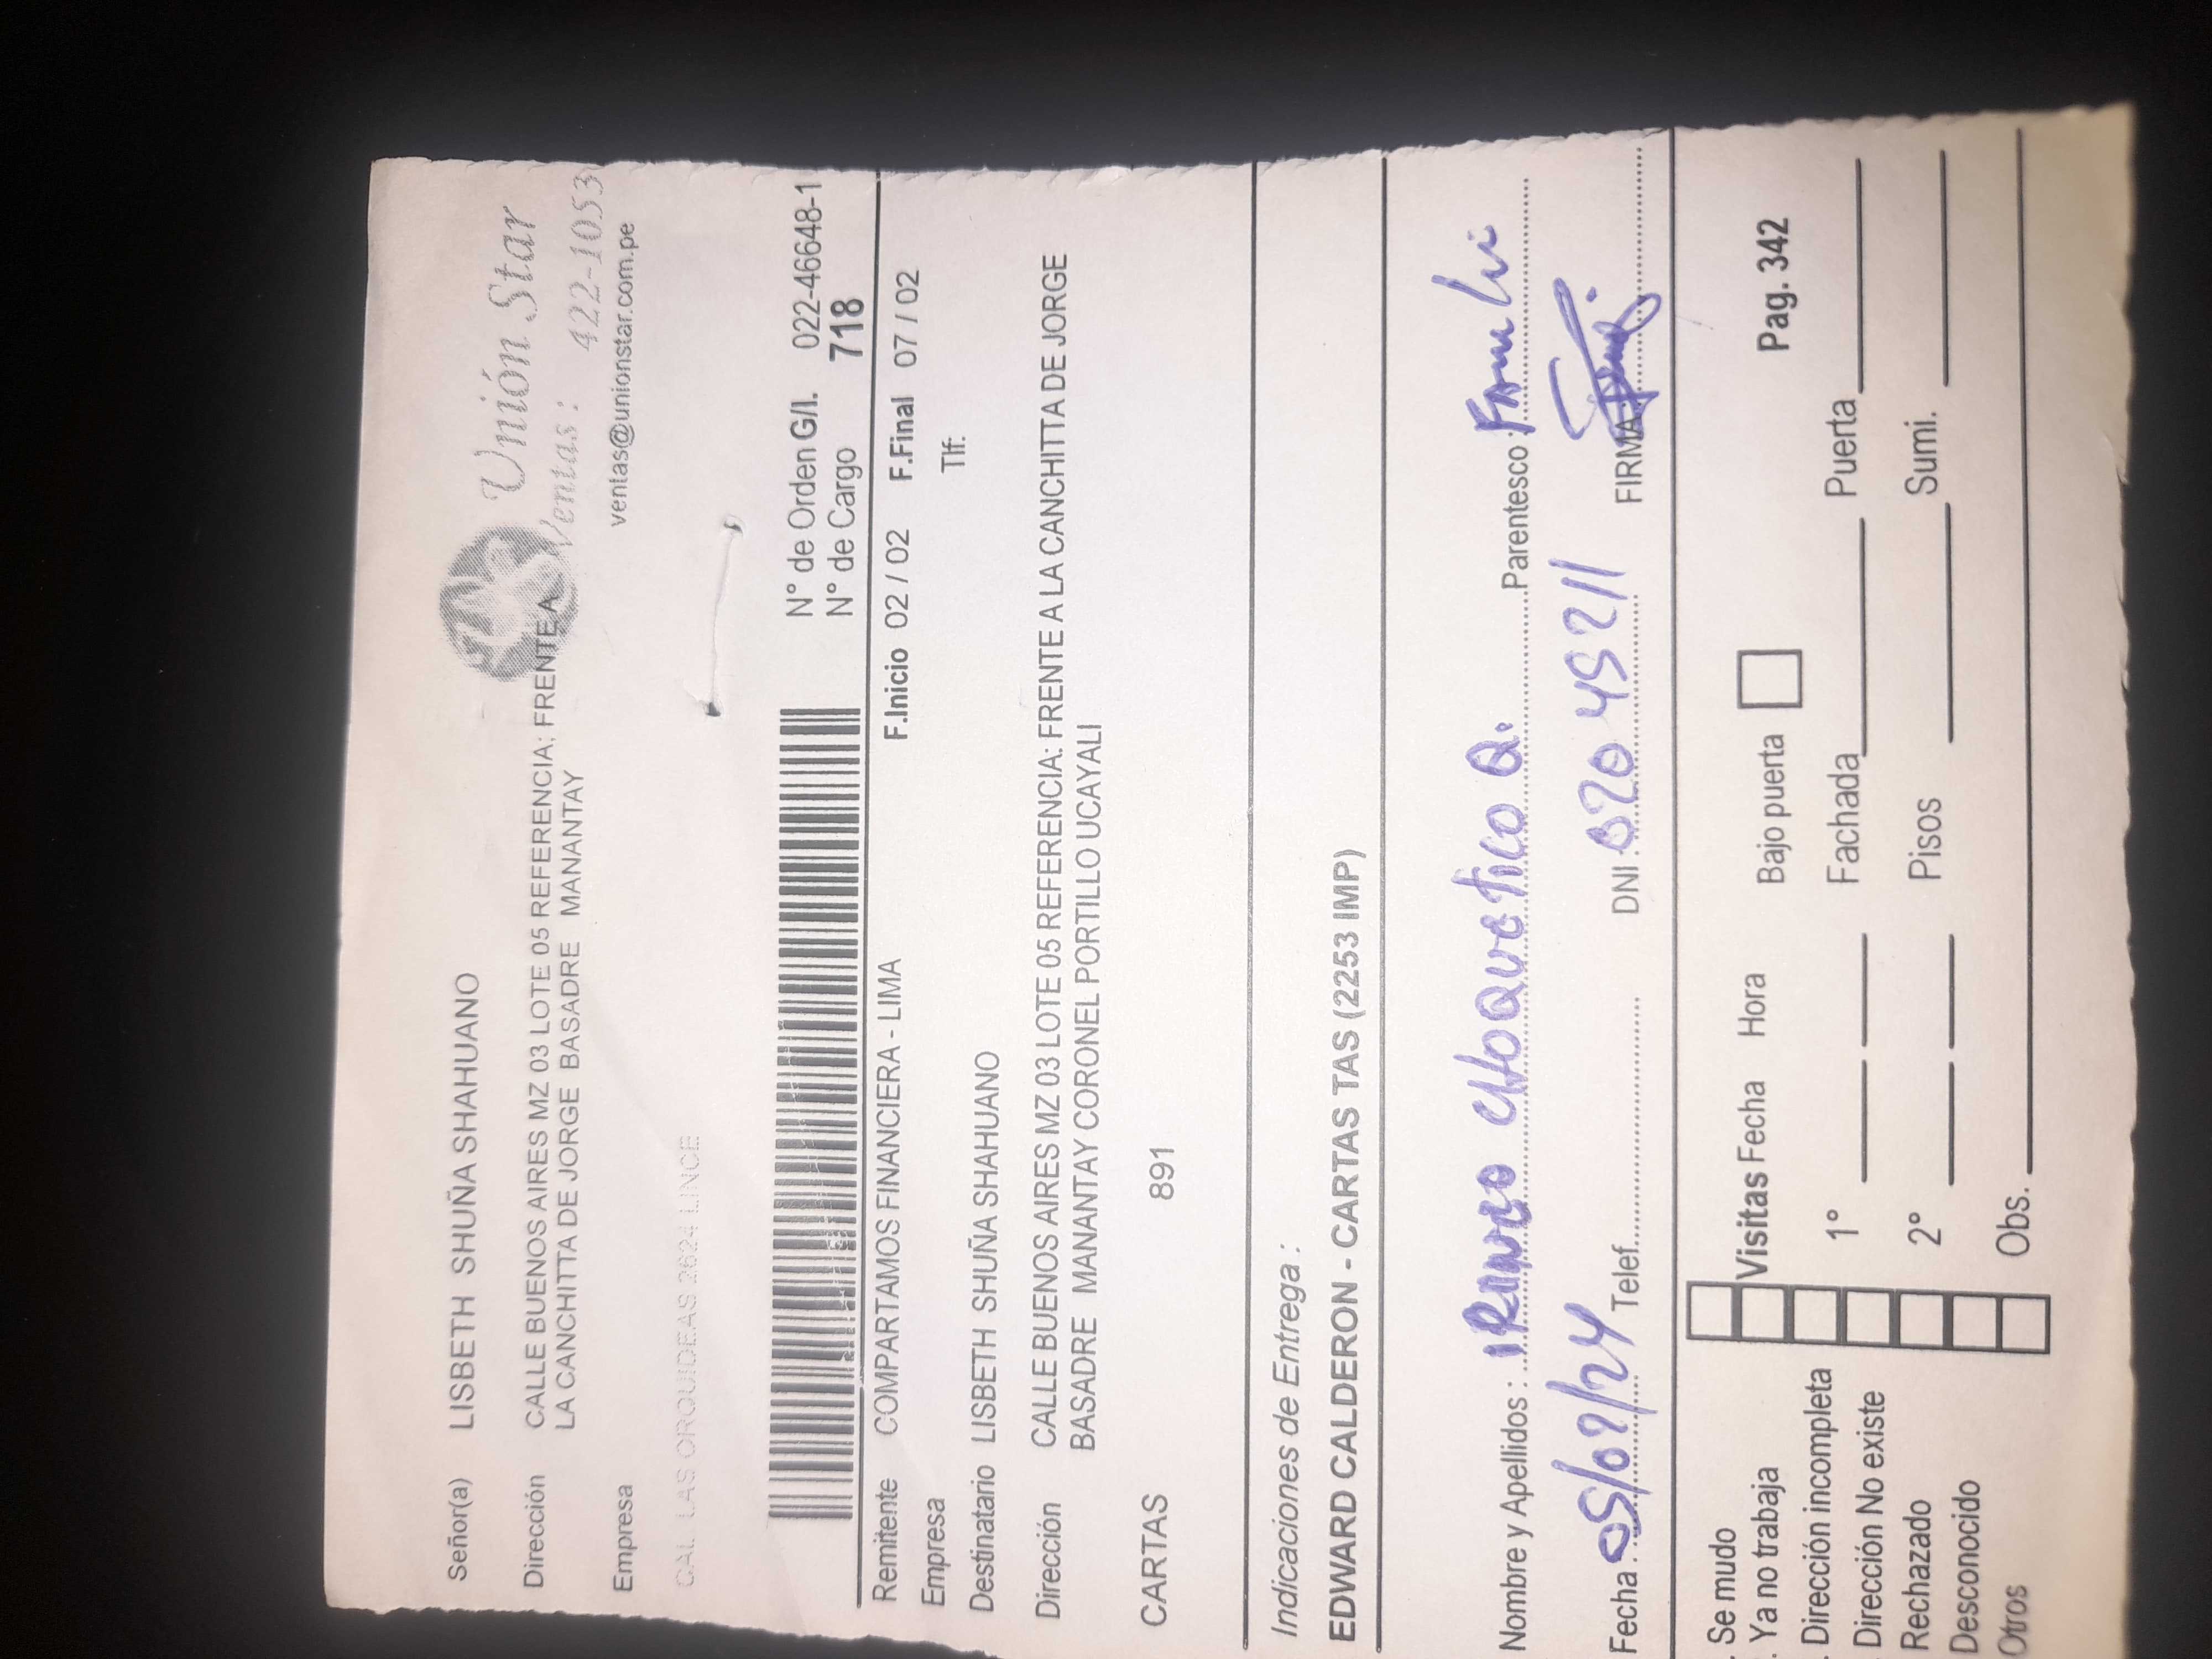 Unión Star
Ventas: 422-1053
ventas@unionstar.com.pe
Señor(a) LISBETH SHUÑA SHAHUANO
Dirección CALLE BUENOS AIRES MZ 03 LOTE 05 REFERENCIA: FRENTE A
LA CANCHITTA DE JORGE BASADRE MANANTAY
Empresa
CAL LAS ORQUIDEAS 2624 LINCE
N° de Orden G/I. 022-46648-1
N° de Cargo 718
Remitente COMPARTAMOS FINANCIERA - LIMA F.Inicio 02 / 02 F.Final 07 / 02
Empresa Tlf:
Destinatario LISBETH SHUÑA SHAHUANO
Dirección CALLE BUENOS AIRES MZ 03 LOTE 05 REFERENCIA: FRENTE A LA CANCHITTA DE JORGE
BASADRE MANANTAY CORONEL PORTILLO UCAYALI
CARTAS 891
Indicaciones de Entrega :
EDWARD CALDERON - CARTAS TAS (2253 IMP)
Nombre y Apellidos : CHOQUETICO Q. Parentesco :
Fecha : 05/02/24 Telef. DNI : FIRMA
Se mudo
Ya no trabaja Visitas Fecha Hora Bajo puerta Pag. 342
Dirección incompleta 1° Fachada Puerta
Dirección No existe
Rechazado 2° Pisos Sumi.
Desconocido
Otros Obs.